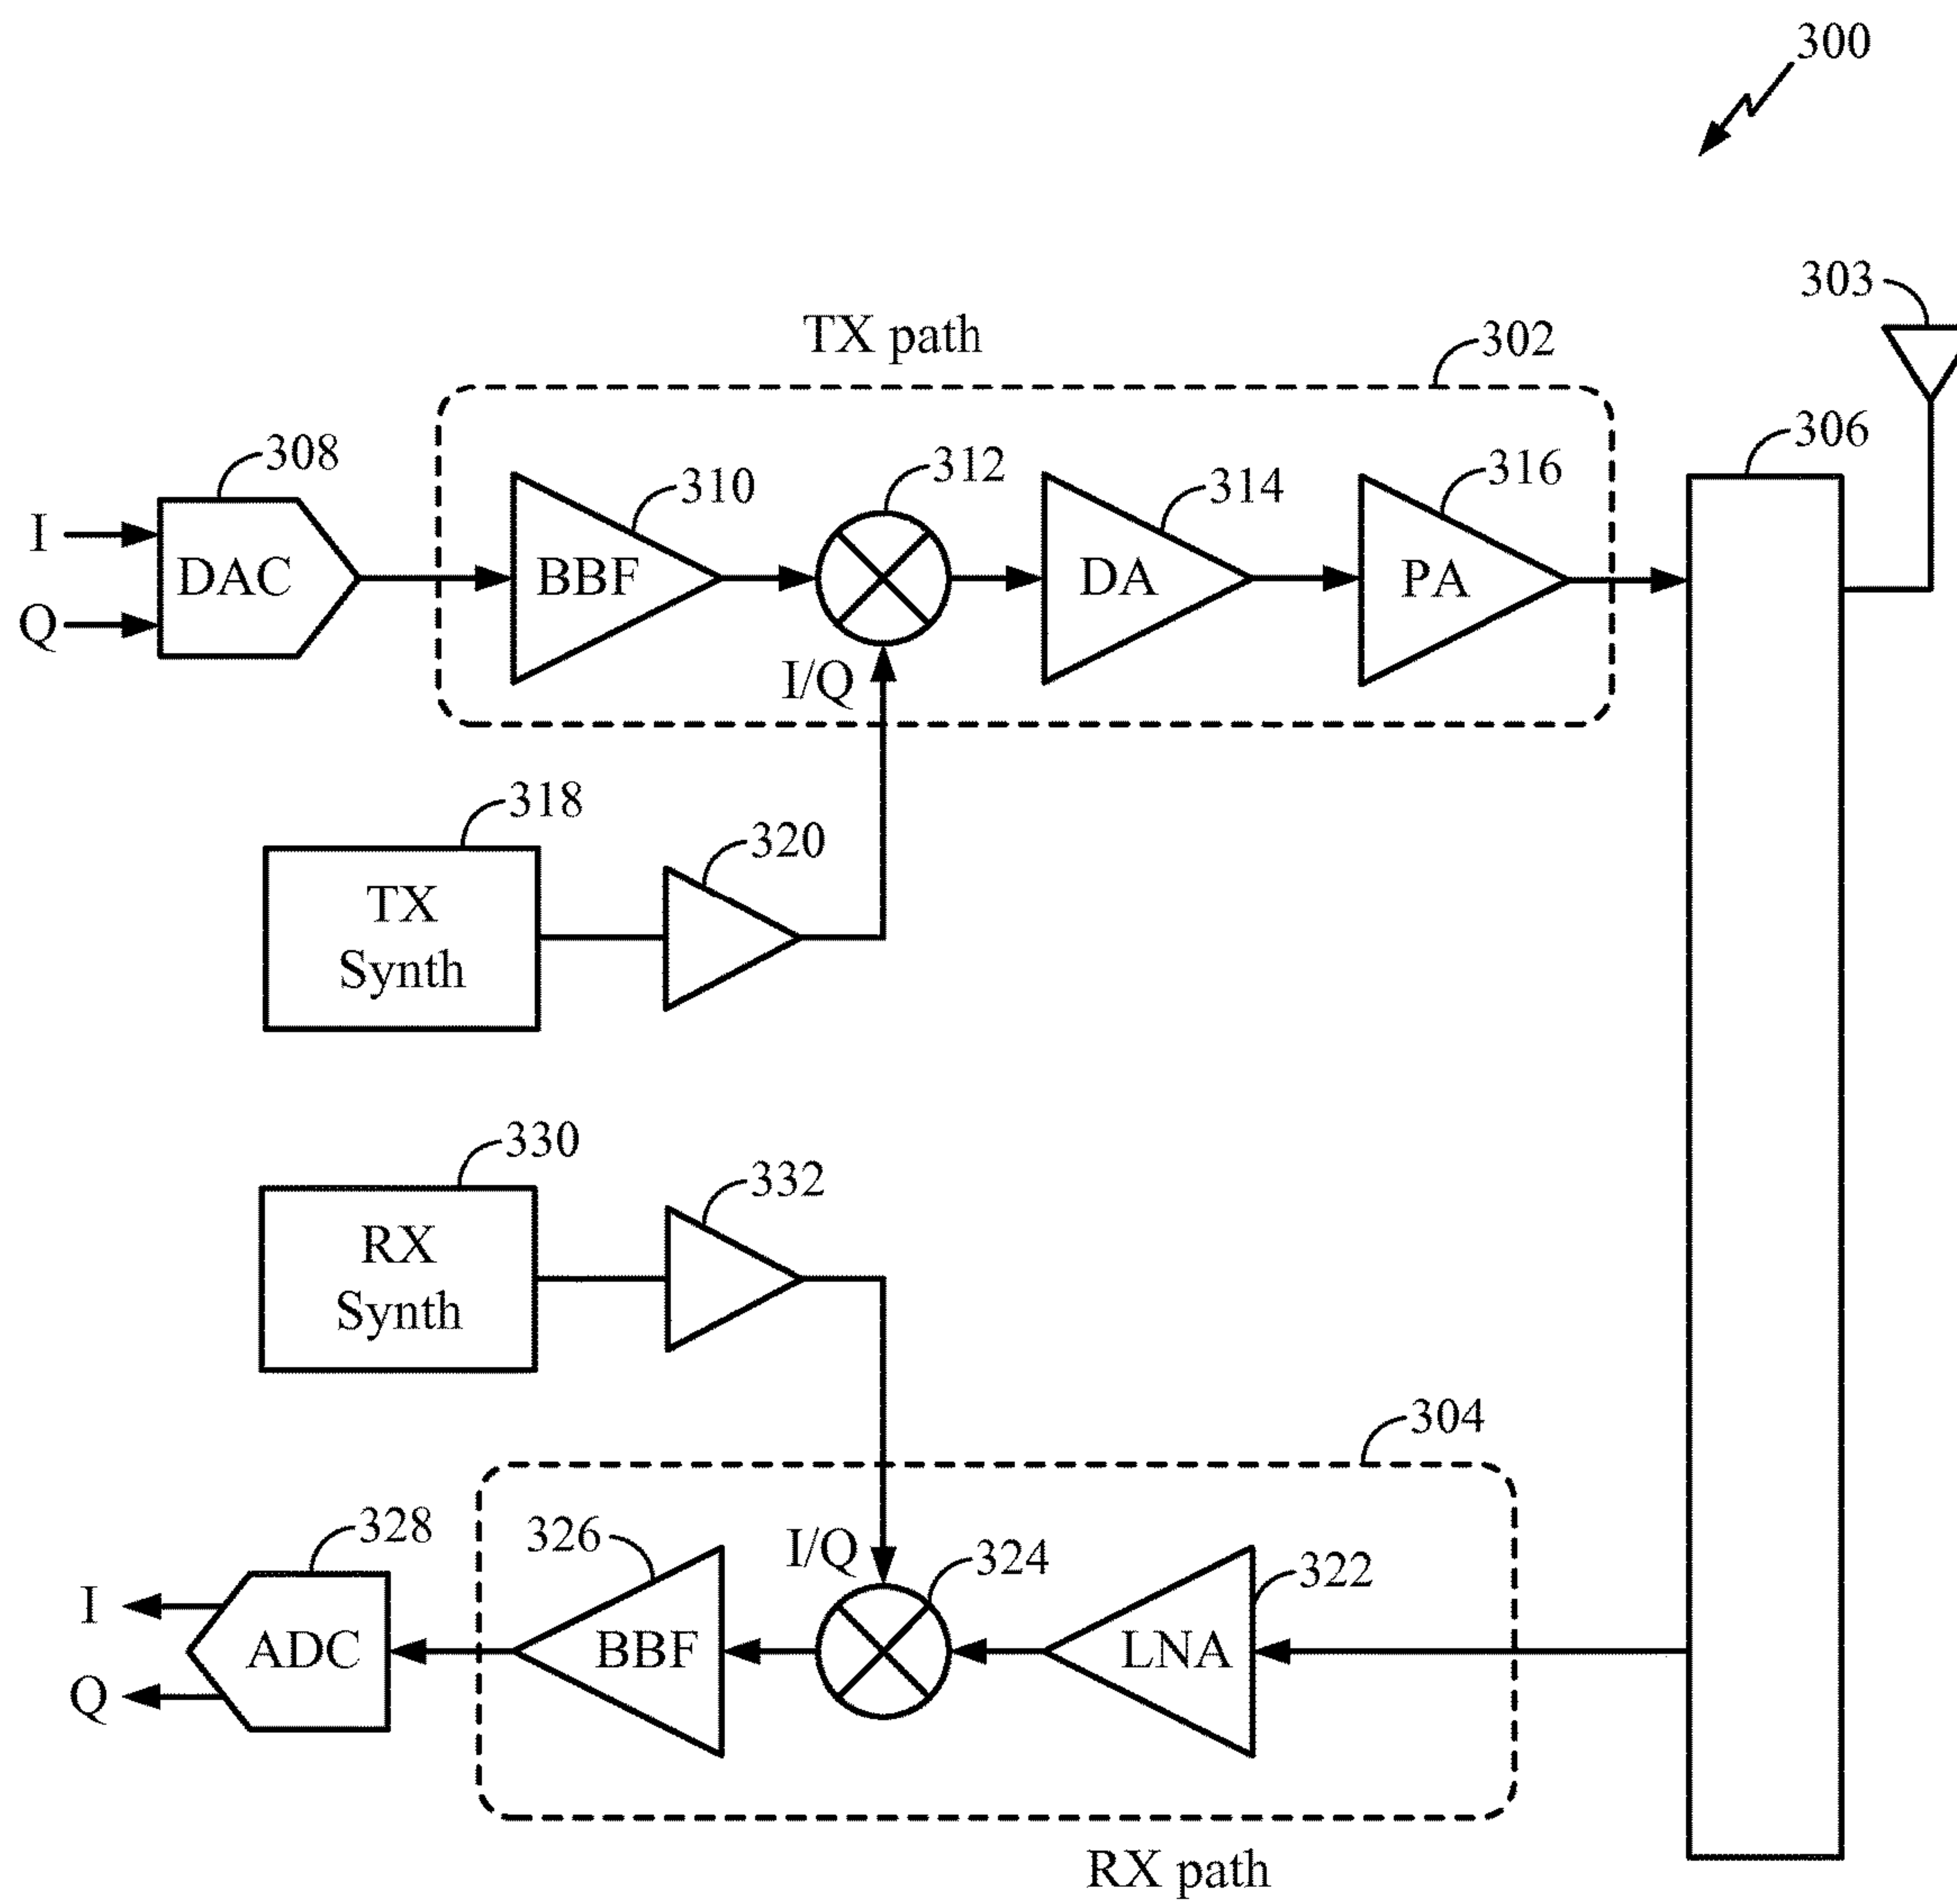 300
303
TX path
302
306
308
310
312
314
316
I
Q
DAC
BBF
DA
PA
I/Q
318
320
TX
Synth
330
332
RX
Synth
304
328
326
I/Q
324
322
I
Q
ADC
BBF
LNA
RX path